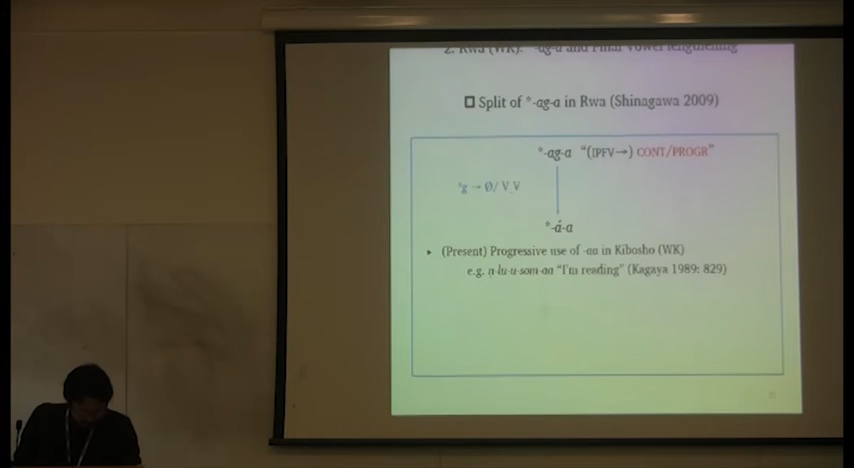 2. Rwa (WK): *-ag-a and Final vowel lengthening
☐ Split of *-ag-a in Rwa (Shinagawa 2009)
*-ag-a "(IPFV→) CONT/PROGR"
*g → Ø/ V_V
*-á-a
▸ (Present) Progressive use of -aa in Kibosho (WK)
e.g. n-lu-u-som-aa "I'm reading" (Kagaya 1989: 829)